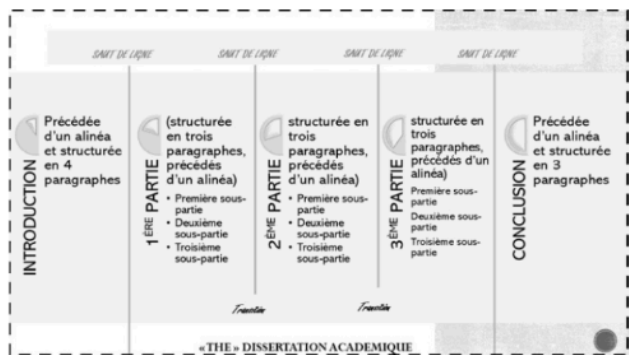 SAUT DE LIGNE
SAUT DE LIGNE
SAUT DE LIGNE
SAUT DE LIGNE
INTRODUCTION
Précédée
d'un alinéa
et structurée
en 4
paragraphes
1ÈRE PARTIE
(structurée
en trois
paragraphes,
précédés
d'un alinéa)
• Première sous-
partie
• Deuxième
sous-partie
• Troisième
sous-partie
2ÈME PARTIE
structurée en
trois
paragraphes,
précédés
d'un alinéa)
• Première sous-
partie
• Deuxième
sous-partie
• Troisième
sous-partie
3ÈME PARTIE
structurée en
trois
paragraphes,
précédés d'un
alinéa)
Première sous-
partie
Deuxième
sous-partie
Troisième sous-
partie
CONCLUSION
Précédée
d'un alinéa
et structurée
en 3
paragraphes
Transition
Transition
«THE» DISSERTATION ACADEMIQUE